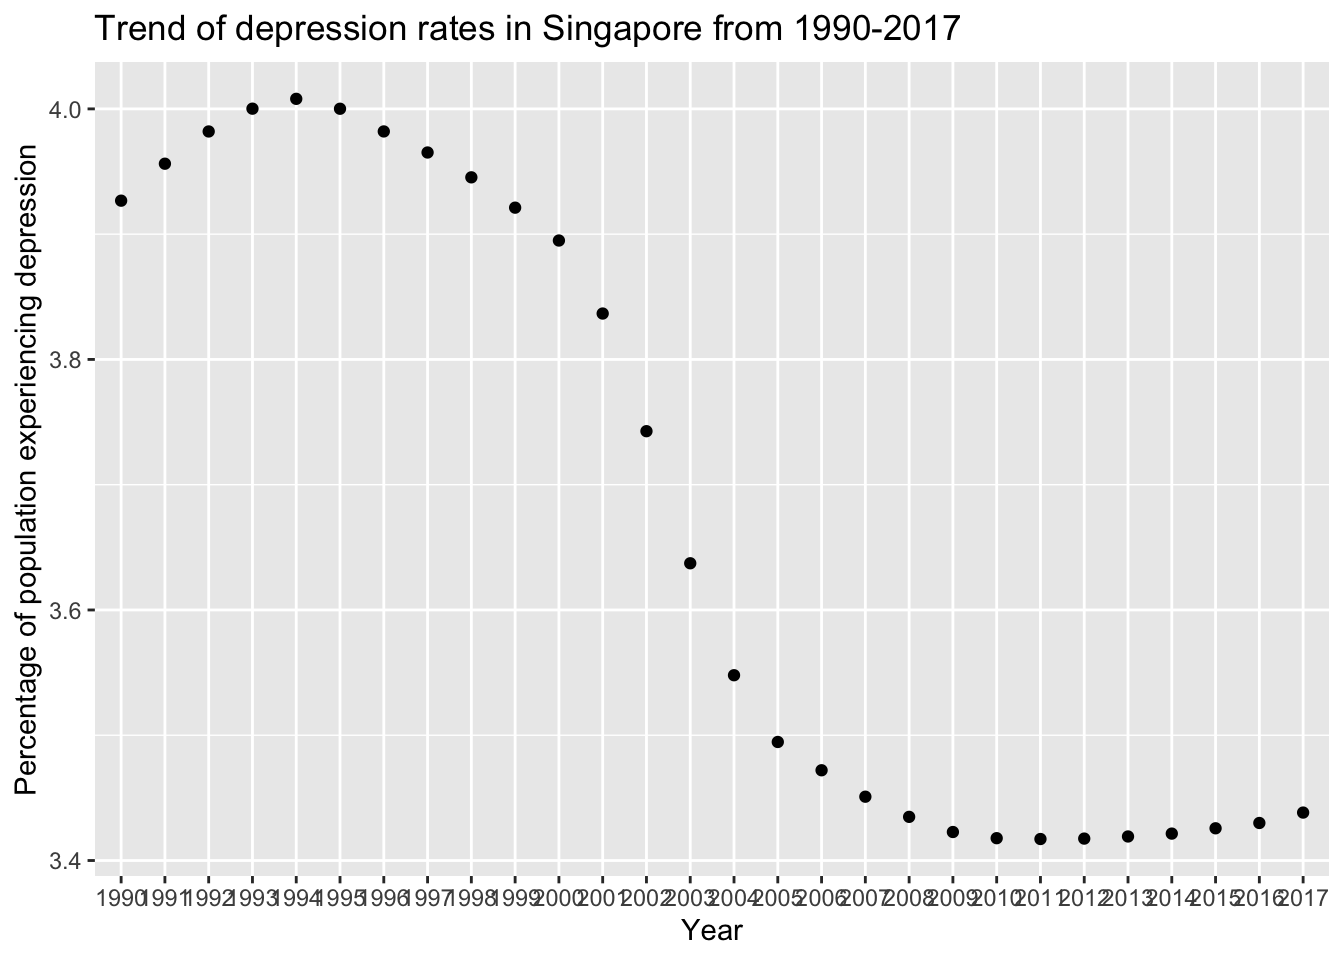 Trend of depression rates in Singapore from 1990-2017
Percentage of population experiencing depression
4.0
3.8
3.6
3.4
1990 1991 1992 1993 1994 1995 1996 1997 1998 1999 2000 2001 2002 2003 2004 2005 2006 2007 2008 2009 2010 2011 2012 2013 2014 2015 2016 2017
Year